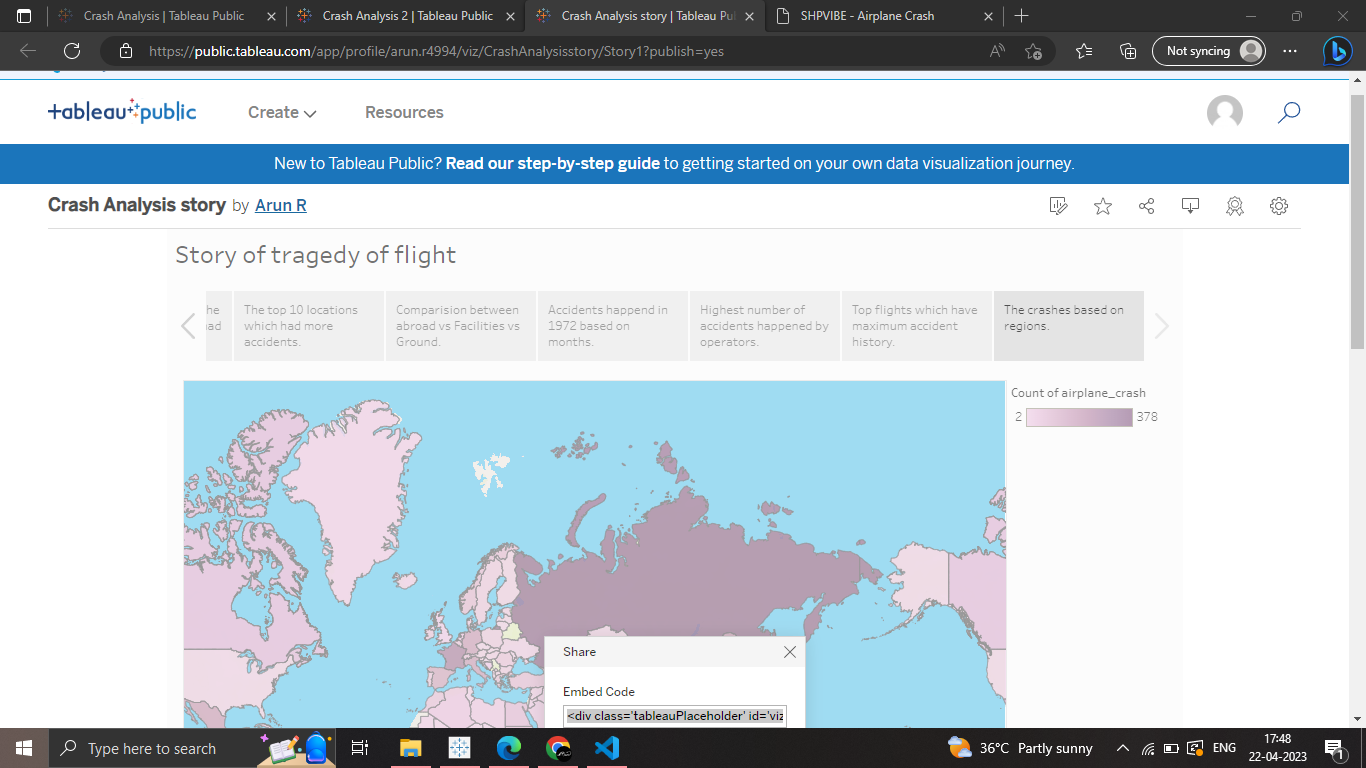 Crash Analysis | Tableau Public
Crash Analysis 2 | Tableau Public
Crash Analysis story | Tableau Pul
SHPVIBE - Airplane Crash
https://public.tableau.com/app/profile/arun.r4994/viz/CrashAnalysisstory/Story1?publish=yes
Not syncing
tableau public
Create
Resources
New to Tableau Public? Read our step-by-step guide to getting started on your own data visualization journey.
Crash Analysis story by Arun R
Story of tragedy of flight
he
ad
The top 10 locations
which had more
accidents.
Comparision between
abroad vs Facilities vs
Ground.
Accidents happend in
1972 based on
months.
Highest number of
accidents happened by
operators.
Top flights which have
maximum accident
history.
The crashes based on
regions.
Count of airplane_crash
2 378
Share
Embed Code
<div class='tableauPlaceholder' id='viz
Type here to search
36°C Partly sunny
ENG
17:48
22-04-2023
1